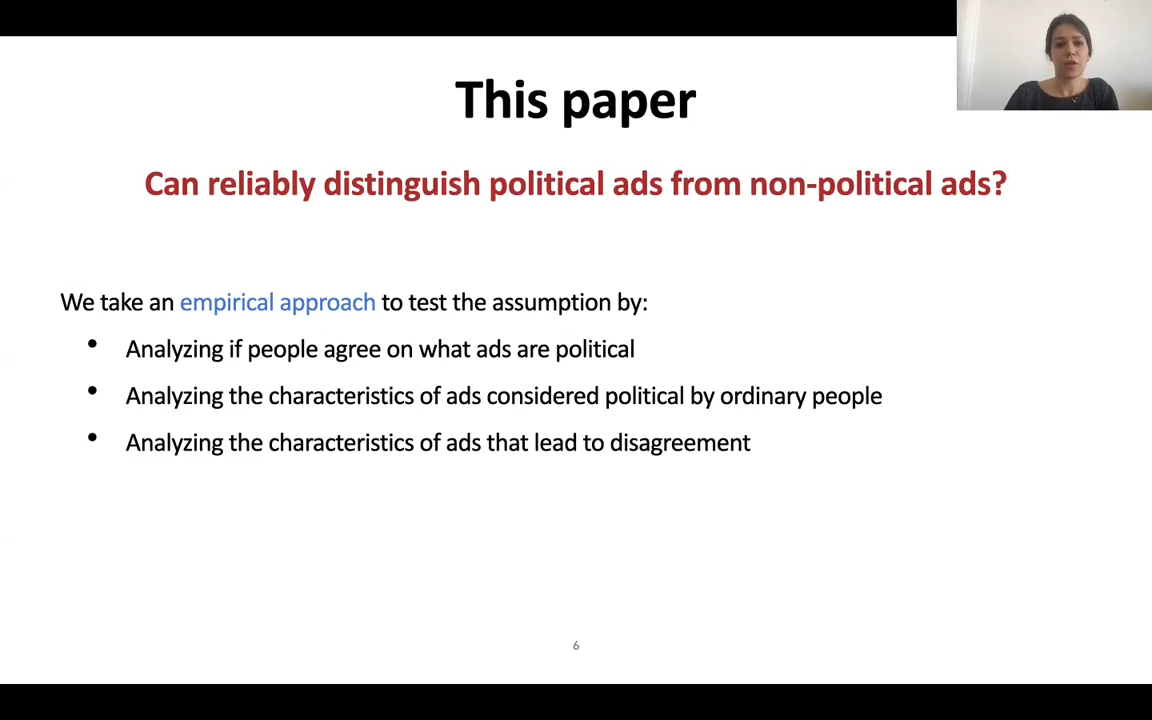 This paper
Can reliably distinguish political ads from non-political ads?
We take an empirical approach to test the assumption by:
• Analyzing if people agree on what ads are political
• Analyzing the characteristics of ads considered political by ordinary people
• Analyzing the characteristics of ads that lead to disagreement
6